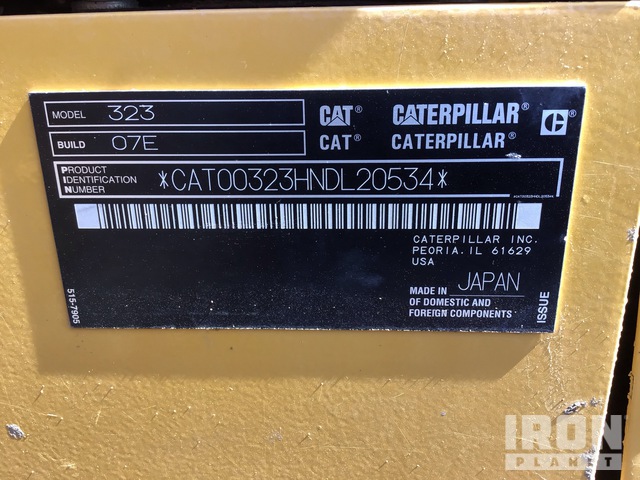 MODEL 323
BUILD 07E
CAT® CATERPILLAR®
CAT® CATERPILLAR®
C®
PRODUCT
IDENTIFICATION
NUMBER
*CAT00323HNDL20534*
*CAT00323HNDL20534*
CATERPILLAR INC.
PEORIA, IL 61629
USA
MADE IN JAPAN
OF DOMESTIC AND
FOREIGN COMPONENTS
515-7905
ISSUE
IRON
PLANET